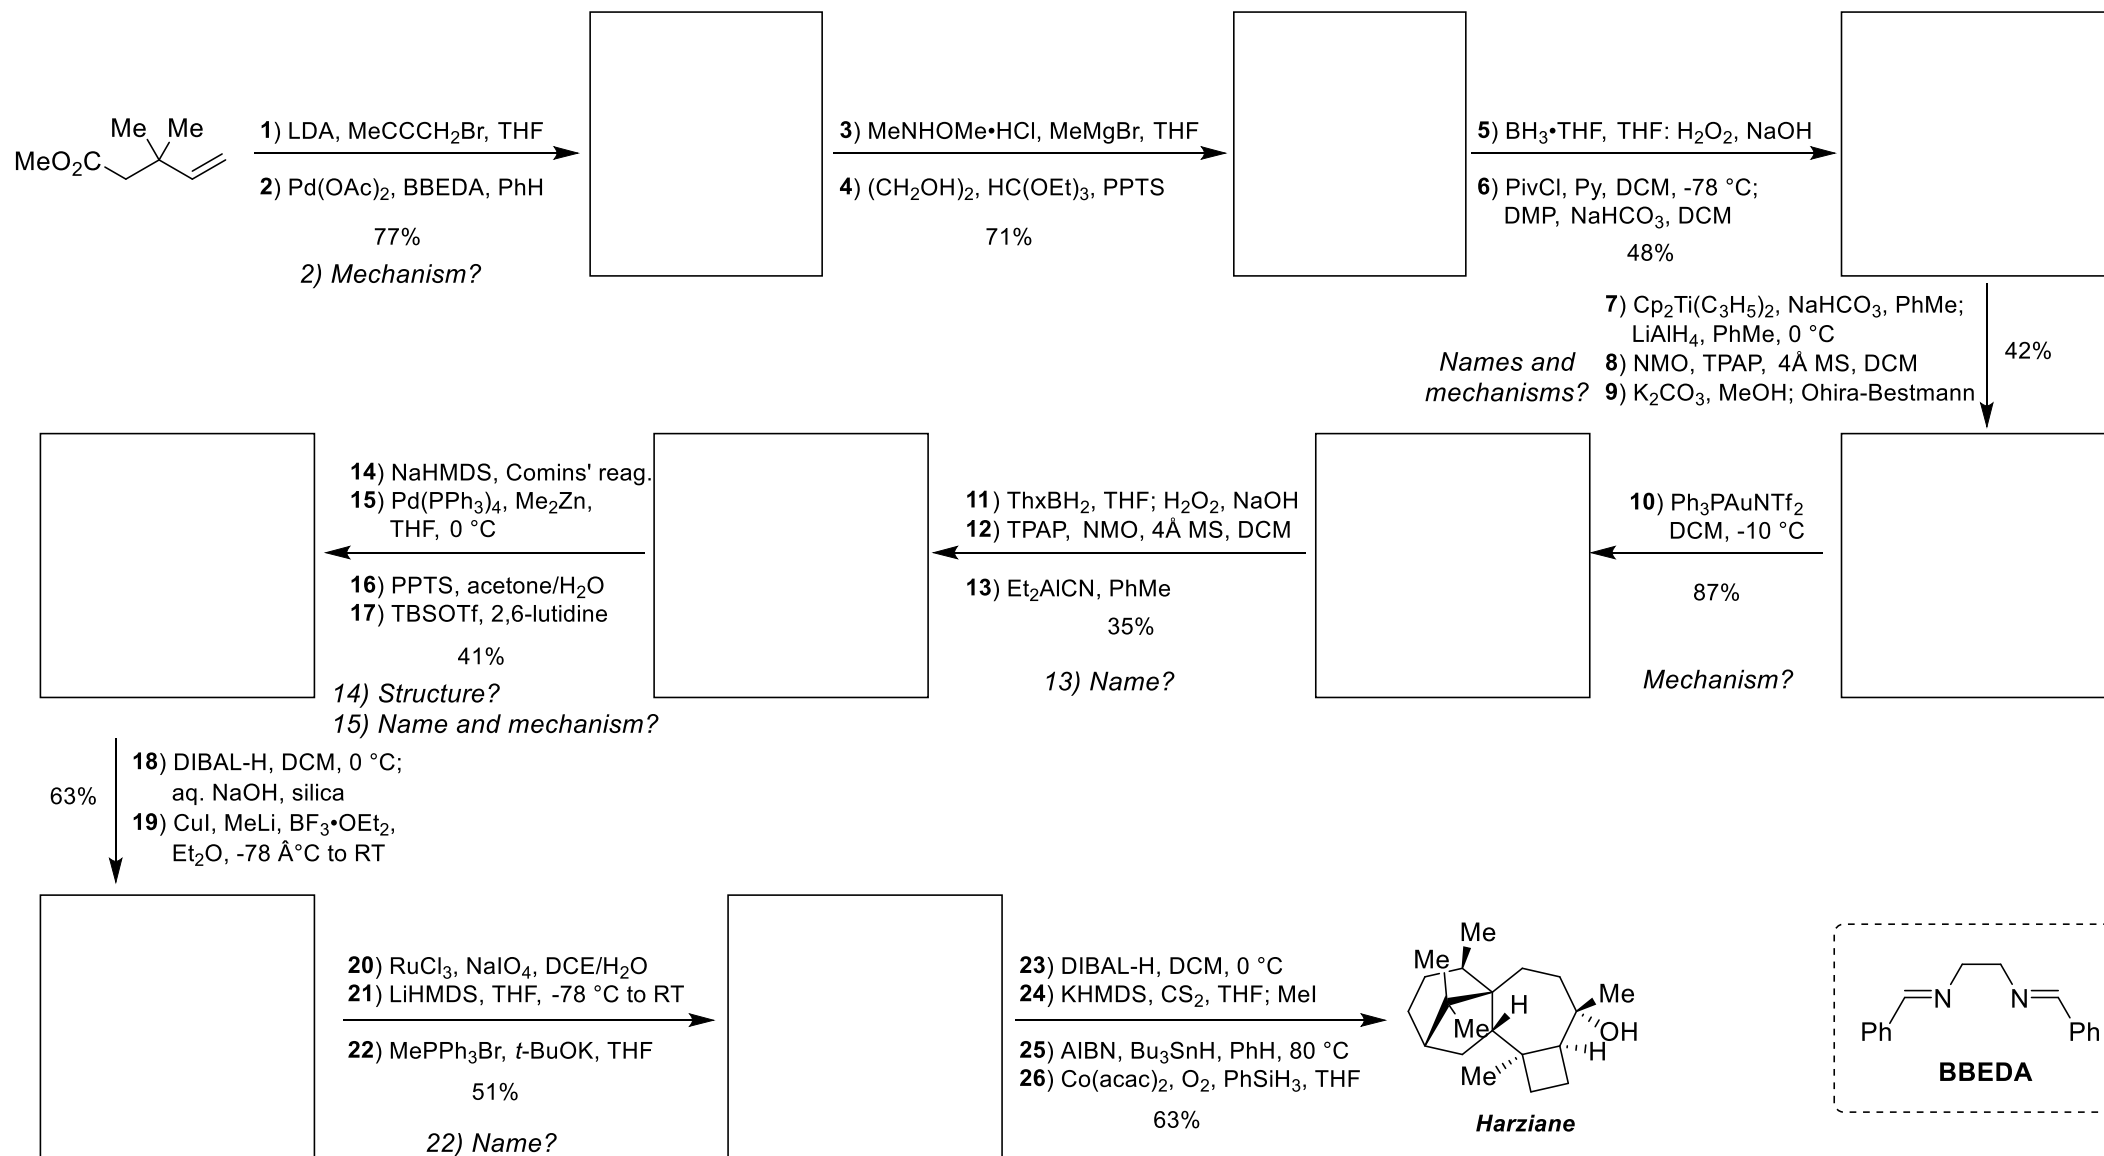 Me Me
MeO₂C
1) LDA, MeCCCH₂Br, THF
2) Pd(OAc)₂, BBEDA, PhH
77%
2) Mechanism?
3) MeNHOMe•HCl, MeMgBr, THF
4) (CH₂OH)₂, HC(OEt)₃, PPTS
71%
5) BH₃•THF, THF: H₂O₂, NaOH
6) PivCl, Py, DCM, -78 °C;
DMP, NaHCO₃, DCM
48%
7) Cp₂Ti(C₃H₅)₂, NaHCO₃, PhMe;
LiAlH₄, PhMe, 0 °C
8) NMO, TPAP, 4Å MS, DCM
9) K₂CO₃, MeOH; Ohira-Bestmann
42%
Names and
mechanisms?
10) Ph₃PAuNTf₂
DCM, -10 °C
87%
Mechanism?
11) ThxBH₂, THF; H₂O₂, NaOH
12) TPAP, NMO, 4Å MS, DCM
13) Et₂AlCN, PhMe
35%
13) Name?
14) NaHMDS, Comins' reag.
15) Pd(PPh₃)₄, Me₂Zn,
THF, 0 °C
16) PPTS, acetone/H₂O
17) TBSOTf, 2,6-lutidine
41%
14) Structure?
15) Name and mechanism?
18) DIBAL-H, DCM, 0 °C;
aq. NaOH, silica
19) CuI, MeLi, BF₃•OEt₂,
Et₂O, -78 Â°C to RT
63%
20) RuCl₃, NaIO₄, DCE/H₂O
21) LiHMDS, THF, -78 °C to RT
22) MePPh₃Br, t-BuOK, THF
51%
22) Name?
23) DIBAL-H, DCM, 0 °C
24) KHMDS, CS₂, THF; MeI
25) AIBN, Bu₃SnH, PhH, 80 °C
26) Co(acac)₂, O₂, PhSiH₃, THF
63%
Me
Me
H
Me
Me
OH
H
Me
Harziane
N N
Ph Ph
BBEDA